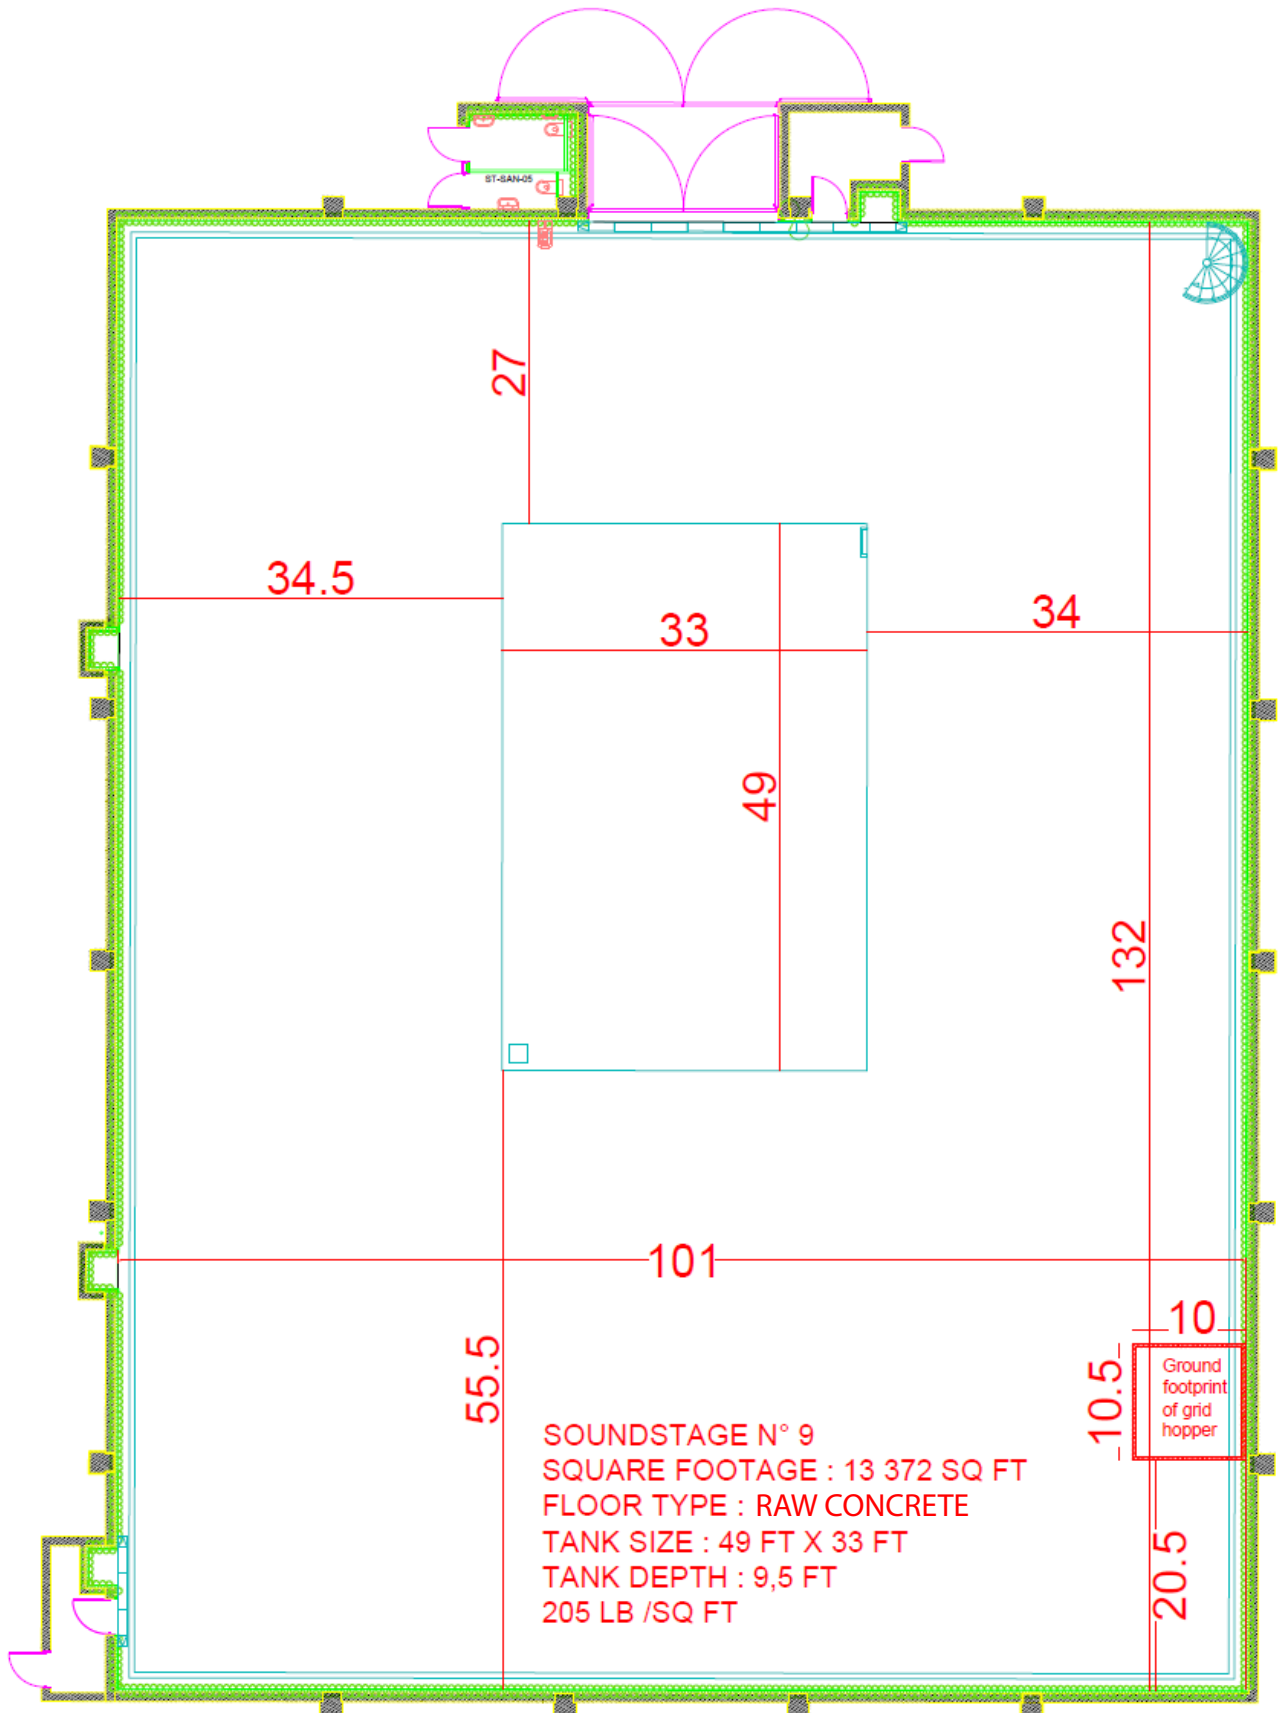 ST-SAN-05
27
34.5
33
34
49
132
101
10
55.5
10.5
Ground
footprint
of grid
hopper
SOUNDSTAGE N° 9
SQUARE FOOTAGE : 13 372 SQ FT
FLOOR TYPE : RAW CONCRETE
TANK SIZE : 49 FT X 33 FT
TANK DEPTH : 9,5 FT
205 LB /SQ FT
20.5